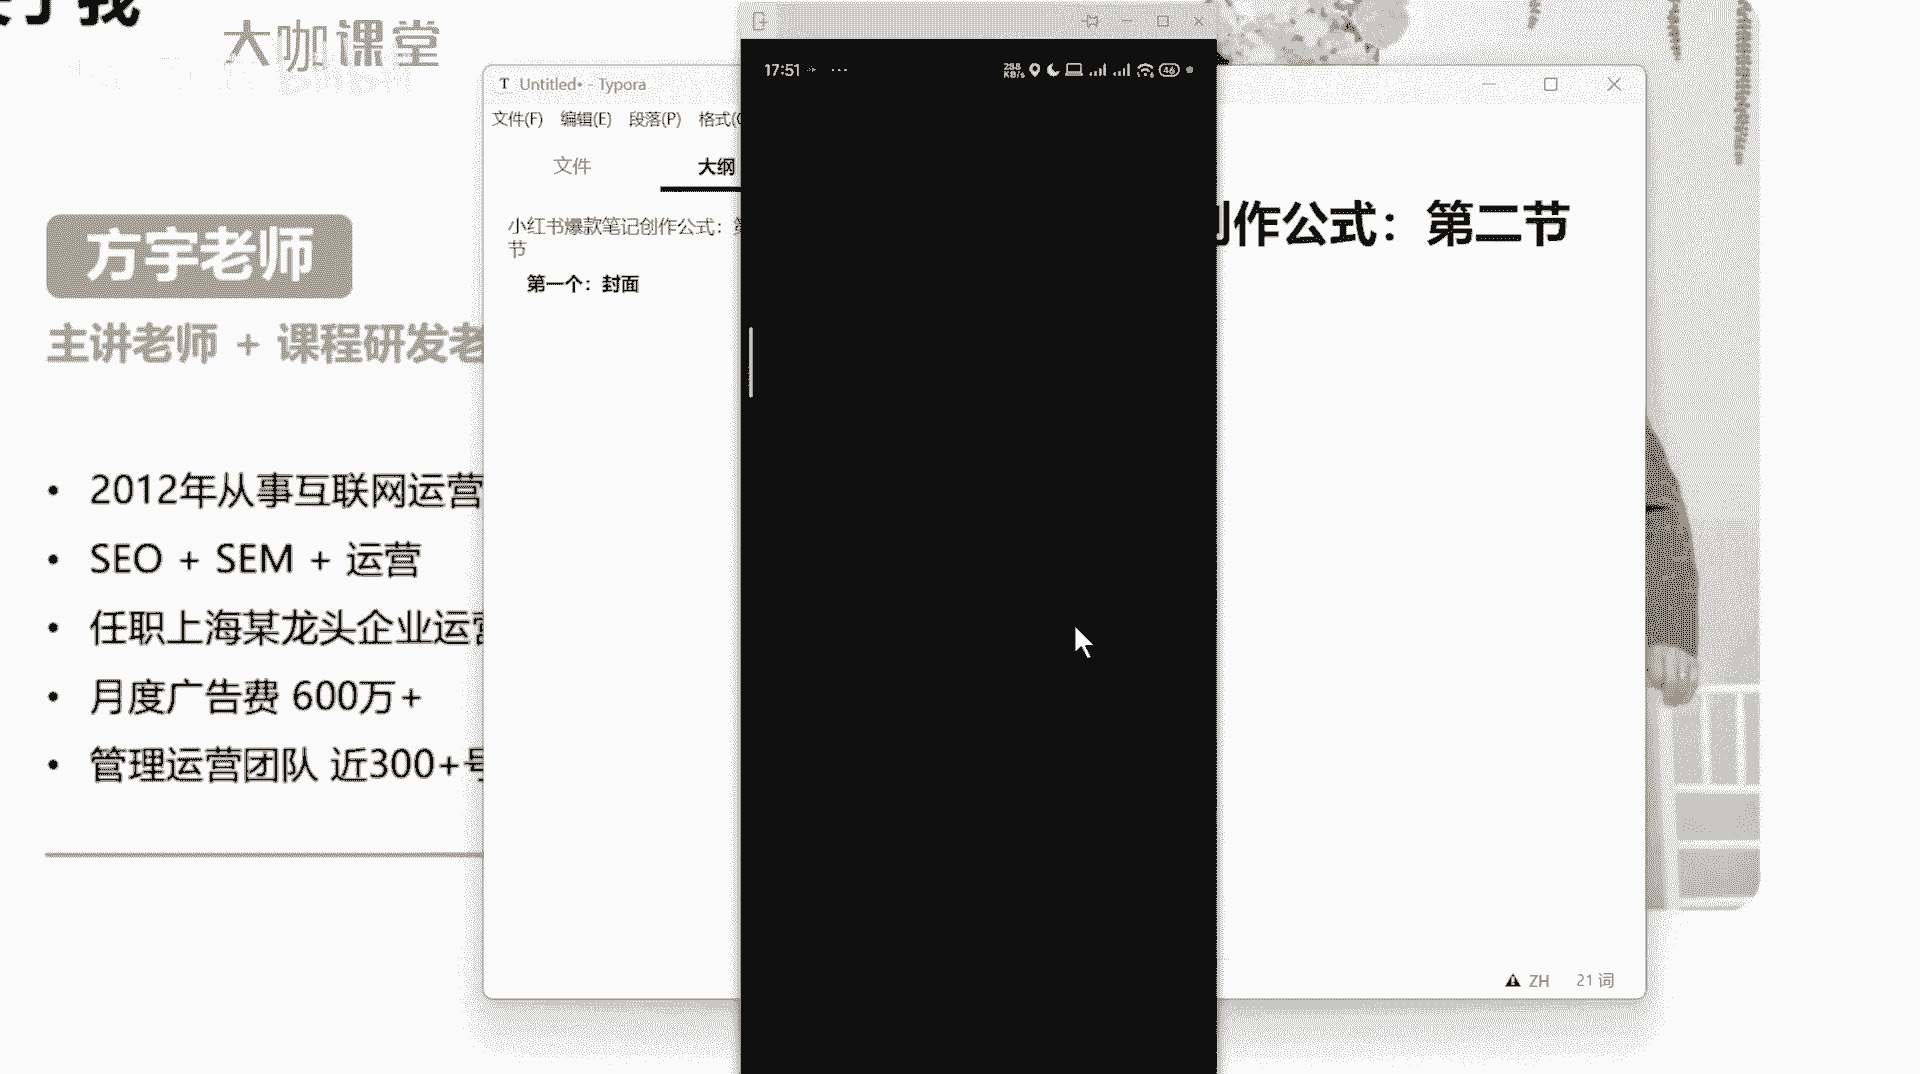 大咖课堂
方宇老师
主讲老师 + 课程研发老
• 2012年从事互联网运营
• SEO + SEM + 运营
• 任职上海某龙头企业运营
• 月度广告费 600万+
• 管理运营团队 近300+号
Untitled• - Typora
文件(F) 编辑(E) 段落(P) 格式(O
文件 大纲
小红书爆款笔记创作公式：第
节
第一个：封面
17:51 ...
288 KB/s 46
创作公式：第二节
ZH 21 词